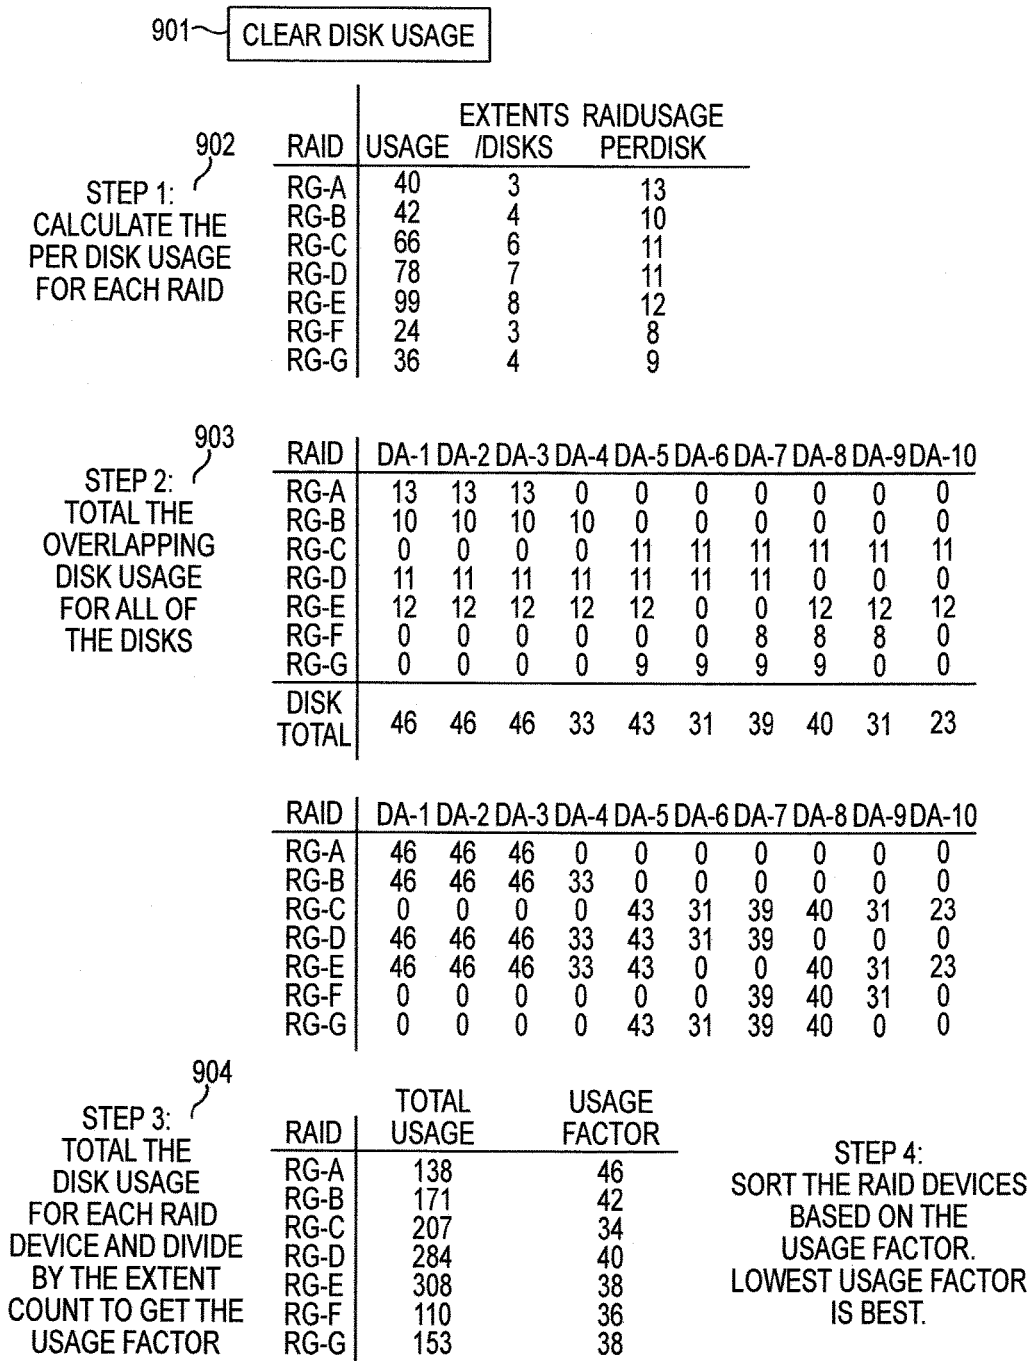 901 CLEAR DISK USAGE
902
STEP 1:
CALCULATE THE
PER DISK USAGE
FOR EACH RAID
EXTENTS RAIDUSAGE
RAID USAGE /DISKS PERDISK
RG-A 40 3 13
RG-B 42 4 10
RG-C 66 6 11
RG-D 78 7 11
RG-E 99 8 12
RG-F 24 3 8
RG-G 36 4 9
903
STEP 2:
TOTAL THE
OVERLAPPING
DISK USAGE
FOR ALL OF
THE DISKS
RAID DA-1 DA-2 DA-3 DA-4 DA-5 DA-6 DA-7 DA-8 DA-9 DA-10
RG-A 13 13 13 0 0 0 0 0 0 0
RG-B 10 10 10 10 0 0 0 0 0 0
RG-C 0 0 0 0 11 11 11 11 11 11
RG-D 11 11 11 11 11 11 11 0 0 0
RG-E 12 12 12 12 12 0 0 12 12 12
RG-F 0 0 0 0 0 0 8 8 8 0
RG-G 0 0 0 0 9 9 9 9 0 0
DISK
TOTAL 46 46 46 33 43 31 39 40 31 23
RAID DA-1 DA-2 DA-3 DA-4 DA-5 DA-6 DA-7 DA-8 DA-9 DA-10
RG-A 46 46 46 0 0 0 0 0 0 0
RG-B 46 46 46 33 0 0 0 0 0 0
RG-C 0 0 0 0 43 31 39 40 31 23
RG-D 46 46 46 33 43 31 39 0 0 0
RG-E 46 46 46 33 43 0 0 40 31 23
RG-F 0 0 0 0 0 0 39 40 31 0
RG-G 0 0 0 0 43 31 39 40 0 0
904
STEP 3:
TOTAL THE
DISK USAGE
FOR EACH RAID
DEVICE AND DIVIDE
BY THE EXTENT
COUNT TO GET THE
USAGE FACTOR
TOTAL USAGE
RAID USAGE FACTOR
RG-A 138 46
RG-B 171 42
RG-C 207 34
RG-D 284 40
RG-E 308 38
RG-F 110 36
RG-G 153 38
STEP 4:
SORT THE RAID DEVICES
BASED ON THE
USAGE FACTOR.
LOWEST USAGE FACTOR
IS BEST.